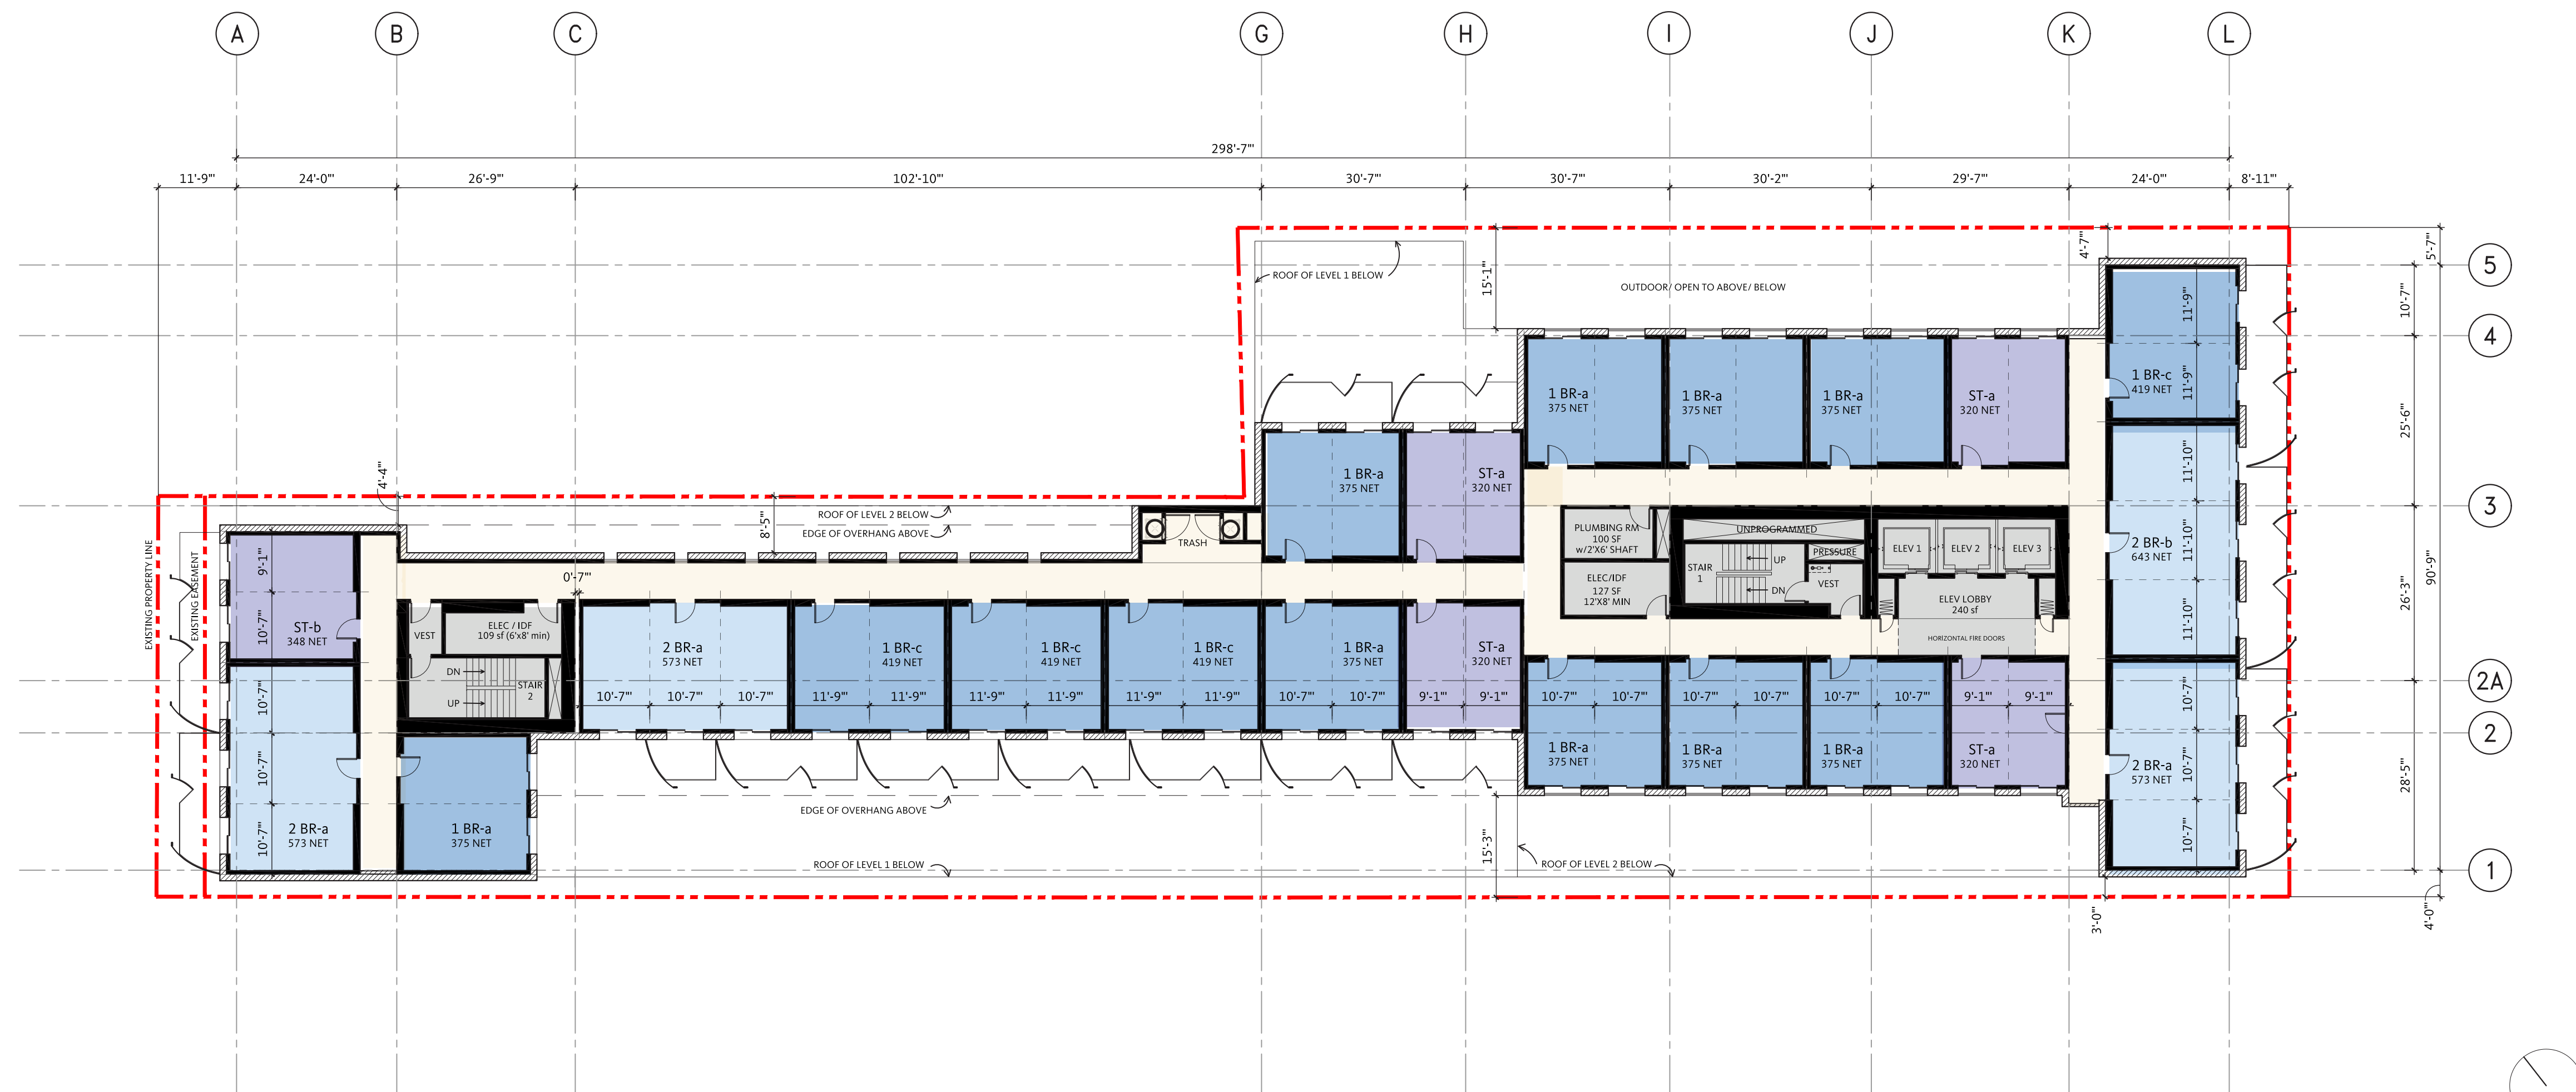 A
B
C
G
H
I
J
K
L
298'-7"'
11'-9"'
24'-0"'
26'-9"'
102'-10"'
30'-7"'
30'-7"'
30'-2"'
29'-7"'
24'-0"'
8'-11"'
5
4
3
2A
2
1
5'-7"'
10'-7"'
25'-6"'
26'-3"'
90'-9"'
28'-5"'
4'-0"'
3'-0"'
4'-7"'
15'-1"'
ROOF OF LEVEL 1 BELOW
OUTDOOR/ OPEN TO ABOVE/ BELOW
1 BR-a
375 NET
1 BR-a
375 NET
1 BR-a
375 NET
ST-a
320 NET
1 BR-c
419 NET
11'-9"'
11'-9"'
1 BR-a
375 NET
ST-a
320 NET
2 BR-b
643 NET
11'-10"'
11'-10"'
11'-10"'
4'-4"'
8'-5"'
ROOF OF LEVEL 2 BELOW
EDGE OF OVERHANG ABOVE
TRASH
PLUMBING RM
100 SF
w/2'X6' SHAFT
UNPROGRAMMED
PRESSURE
STAIR
1
UP
DN
VEST
ELEV 1
ELEV 2
ELEV 3
ELEC/IDF
127 SF
12'X8' MIN
ELEV LOBBY
240 sf
HORIZONTAL FIRE DOORS
EXISTING PROPERTY LINE
EXISTING EASEMENT
9'-1"'
10'-7"'
ST-b
348 NET
0'-7"'
VEST
ELEC / IDF
109 sf (6'x8' min)
DN
UP
STAIR
2
2 BR-a
573 NET
10'-7"'
10'-7"'
10'-7"'
1 BR-c
419 NET
11'-9"'
11'-9"'
1 BR-c
419 NET
11'-9"'
11'-9"'
1 BR-c
419 NET
11'-9"'
11'-9"'
1 BR-a
375 NET
10'-7"'
10'-7"'
ST-a
320 NET
9'-1"'
9'-1"'
10'-7"'
10'-7"'
1 BR-a
375 NET
10'-7"'
10'-7"'
1 BR-a
375 NET
10'-7"'
10'-7"'
1 BR-a
375 NET
9'-1"'
9'-1"'
ST-a
320 NET
2 BR-a
573 NET
10'-7"'
10'-7"'
10'-7"'
10'-7"'
10'-7"'
10'-7"'
2 BR-a
573 NET
1 BR-a
375 NET
EDGE OF OVERHANG ABOVE
ROOF OF LEVEL 1 BELOW
15'-3"'
ROOF OF LEVEL 2 BELOW